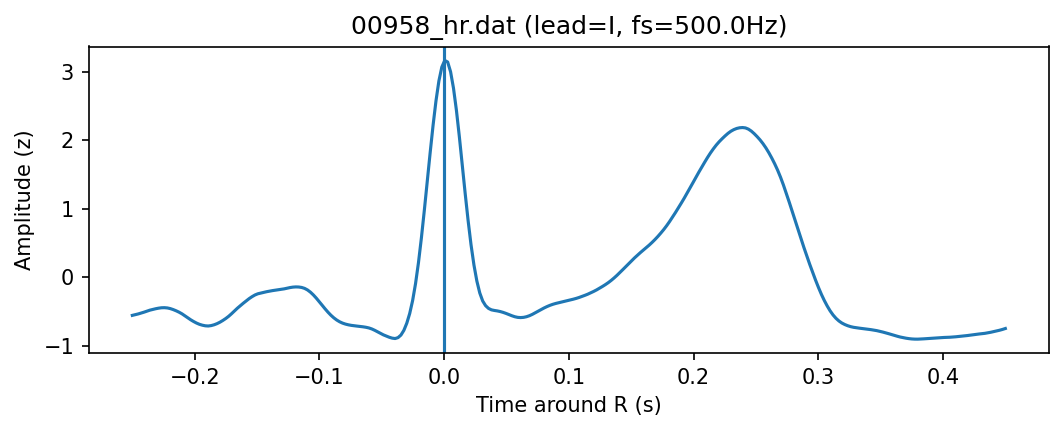 00958_hr.dat (lead=I, fs=500.0Hz)
Amplitude (z)
3
2
1
0
−1
−0.2 −0.1 0.0 0.1 0.2 0.3 0.4
Time around R (s)